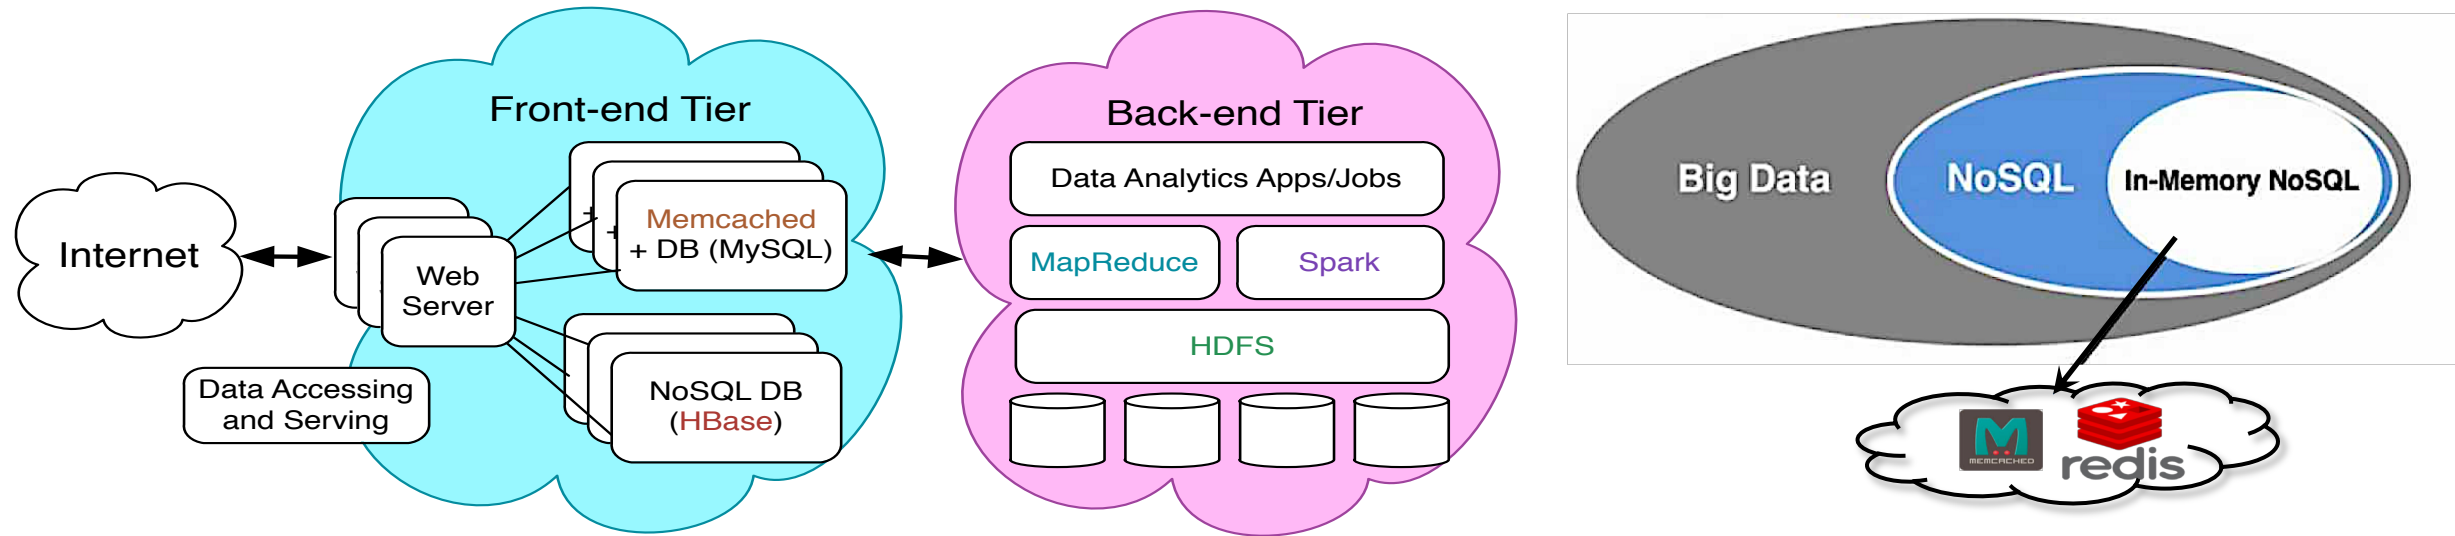 Internet
Front-end Tier
Web
Server
Memcached
+ DB (MySQL)
NoSQL DB
(HBase)
Data Accessing
and Serving
Back-end Tier
Data Analytics Apps/Jobs
MapReduce
Spark
HDFS
Big Data
NoSQL
In-Memory NoSQL
MEMCACHED
redis